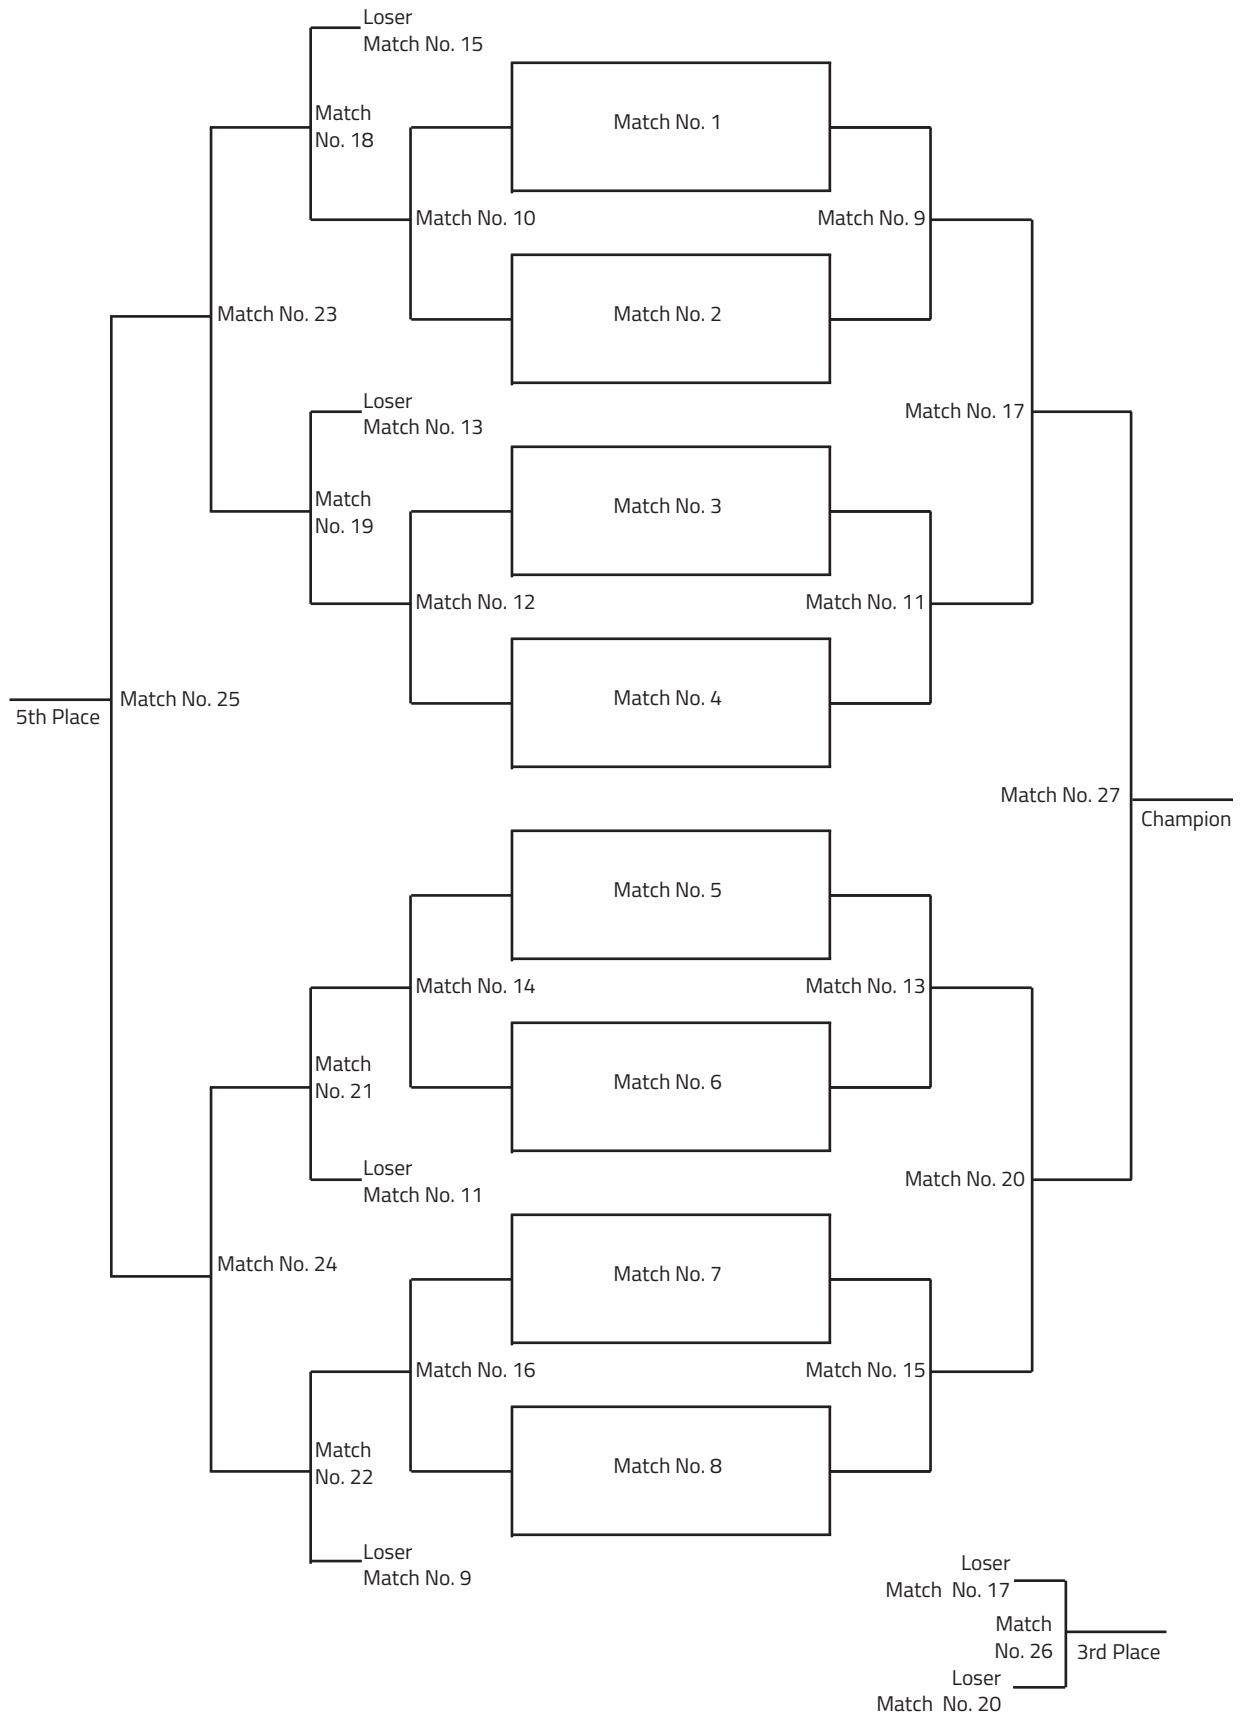 Loser
Match No. 15
Match
No. 18
Match No. 1
Match No. 10
Match No. 9
Match No. 2
Match No. 23
Loser
Match No. 13
Match No. 17
Match
No. 19
Match No. 3
Match No. 12
Match No. 11
Match No. 4
Match No. 25
5th Place
Match No. 27
Champion
Match No. 5
Match No. 14
Match No. 13
Match
No. 21
Match No. 6
Loser
Match No. 11
Match No. 20
Match No. 24
Match No. 7
Match No. 16
Match No. 15
Match
No. 22
Match No. 8
Loser
Match No. 9
Loser
Match No. 17
Match
No. 26
3rd Place
Loser
Match No. 20